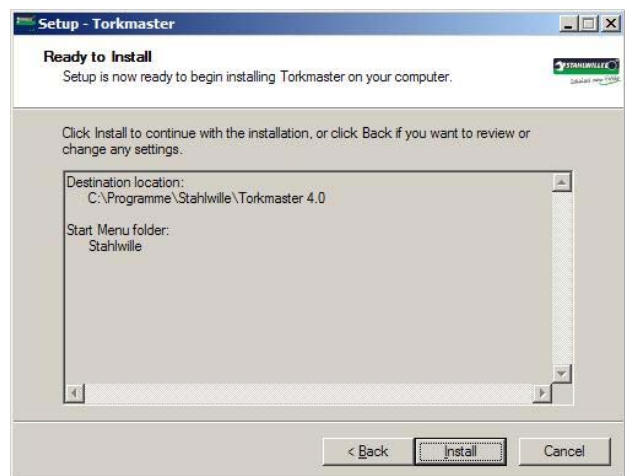 Setup - Torkmaster
Ready to Install
Setup is now ready to begin installing Torkmaster on your computer.
STAHLWILLE
Click Install to continue with the installation, or click Back if you want to review or
change any settings.
Destination location:
C:\Programme\Stahlwille\Torkmaster 4.0
Start Menu folder:
Stahlwille
< Back
Install
Cancel